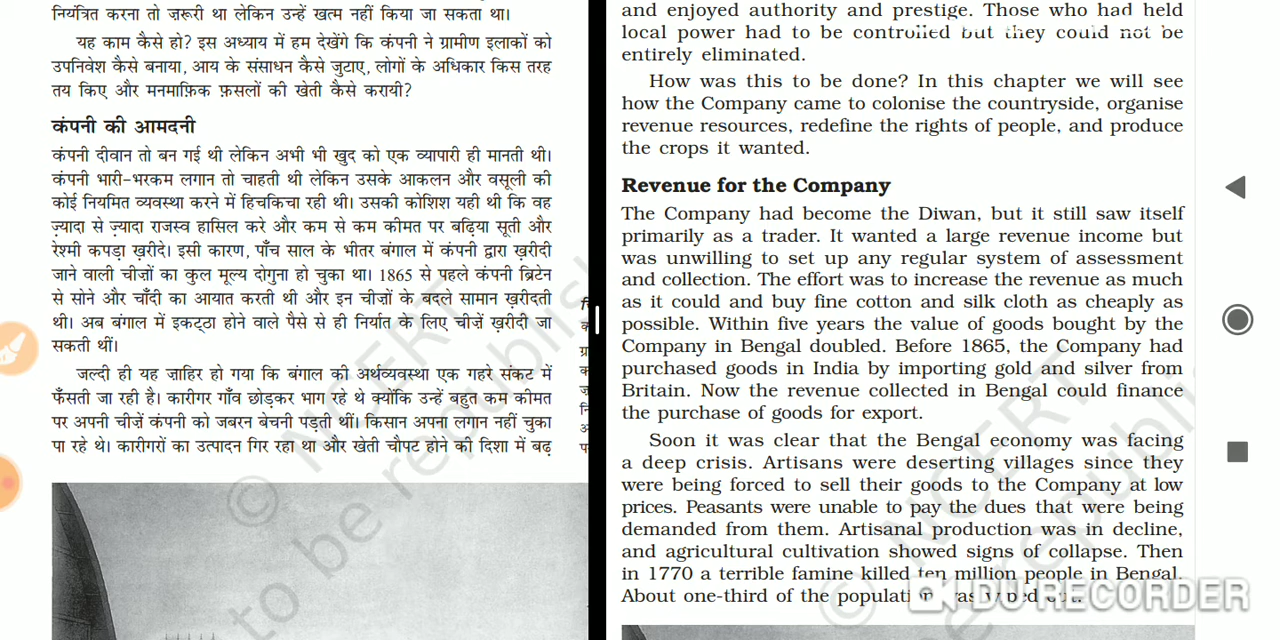 नियंत्रित करना तो ज़रूरी था लेकिन उन्हें खत्म नहीं किया जा सकता था।
यह काम कैसे हो? इस अध्याय में हम देखेंगे कि कंपनी ने ग्रामीण इलाकों को
उपनिवेश कैसे बनाया, आय के संसाधन कैसे जुटाए, लोगों के अधिकार किस तरह
तय किए और मनमाफ़िक फ़सलों की खेती कैसे करायी?
कंपनी की आमदनी
कंपनी दीवान तो बन गई थी लेकिन अभी भी खुद को एक व्यापारी ही मानती थी।
कंपनी भारी-भरकम लगान तो चाहती थी लेकिन उसके आकलन और वसूली की
कोई नियमित व्यवस्था करने में हिचकिचा रही थी। उसकी कोशिश यही थी कि वह
ज़्यादा से ज़्यादा राजस्व हासिल करे और कम से कम कीमत पर बढ़िया सूती और
रेशमी कपड़ा ख़रीदे। इसी कारण, पाँच साल के भीतर बंगाल में कंपनी द्वारा ख़रीदी
जाने वाली चीज़ों का कुल मूल्य दोगुना हो चुका था। 1865 से पहले कंपनी ब्रिटेन
से सोने और चाँदी का आयात करती थी और इन चीज़ों के बदले सामान ख़रीदती
थी। अब बंगाल में इकट्ठा होने वाले पैसे से ही निर्यात के लिए चीज़ें ख़रीदी जा
सकती थीं।
जल्दी ही यह ज़ाहिर हो गया कि बंगाल की अर्थव्यवस्था एक गहरे संकट में
फँसती जा रही है। कारीगर गाँव छोड़कर भाग रहे थे क्योंकि उन्हें बहुत कम कीमत
पर अपनी चीज़ें कंपनी को जबरन बेचनी पड़ती थीं। किसान अपना लगान नहीं चुका
पा रहे थे। कारीगरों का उत्पादन गिर रहा था और खेती चौपट होने की दिशा में बढ़
© NCERT
to be republish
and enjoyed authority and prestige. Those who had held
local power had to be controlled but they could not be
entirely eliminated.
How was this to be done? In this chapter we will see
how the Company came to colonise the countryside, organise
revenue resources, redefine the rights of people, and produce
the crops it wanted.
Revenue for the Company
The Company had become the Diwan, but it still saw itself
primarily as a trader. It wanted a large revenue income but
was unwilling to set up any regular system of assessment
and collection. The effort was to increase the revenue as much
as it could and buy fine cotton and silk cloth as cheaply as
possible. Within five years the value of goods bought by the
Company in Bengal doubled. Before 1865, the Company had
purchased goods in India by importing gold and silver from
Britain. Now the revenue collected in Bengal could finance
the purchase of goods for export.
Soon it was clear that the Bengal economy was facing
a deep crisis. Artisans were deserting villages since they
were being forced to sell their goods to the Company at low
prices. Peasants were unable to pay the dues that were being
demanded from them. Artisanal production was in decline,
and agricultural cultivation showed signs of collapse. Then
in 1770 a terrible famine killed ten million people in Bengal.
About one-third of the population was wiped out.
© NCERT
be republish
DU RECORDER